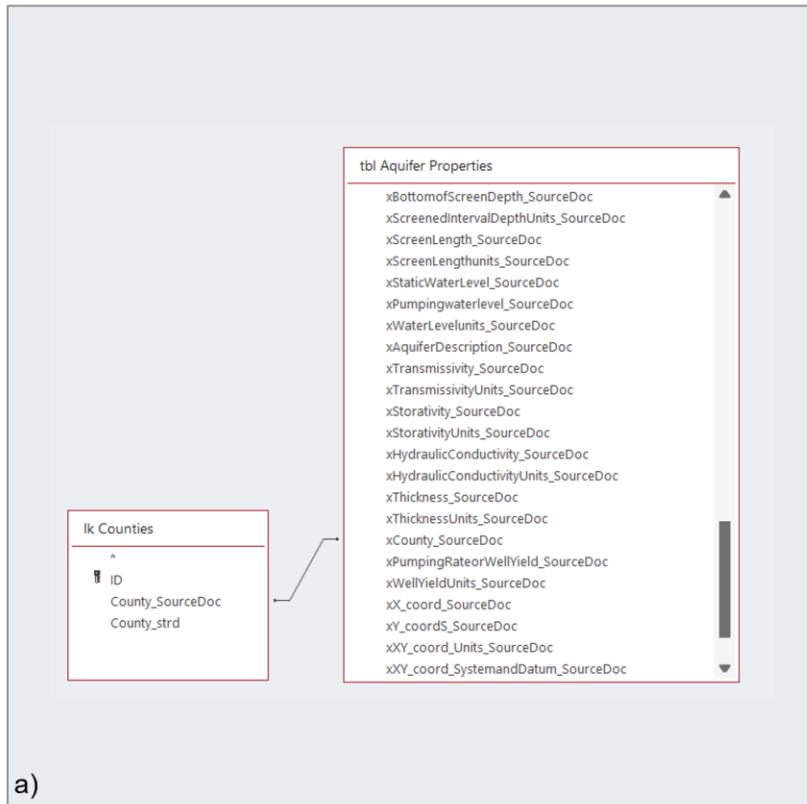 tbl Aquifer Properties
xBottomofScreenDepth_SourceDoc
xScreenedIntervalDepthUnits_SourceDoc
xScreenLength_SourceDoc
xScreenLengthunits_SourceDoc
xStaticWaterLevel_SourceDoc
xPumpingwaterlevel_SourceDoc
xWaterLevelunits_SourceDoc
xAquiferDescription_SourceDoc
xTransmissivity_SourceDoc
xTransmissivityUnits_SourceDoc
xStorativity_SourceDoc
xStorativityUnits_SourceDoc
xHydraulicConductivity_SourceDoc
xHydraulicConductivityUnits_SourceDoc
xThickness_SourceDoc
xThicknessUnits_SourceDoc
xCounty_SourceDoc
xPumpingRateorWellYield_SourceDoc
xWellYieldUnits_SourceDoc
xX_coord_SourceDoc
xY_coordS_SourceDoc
xXY_coord_Units_SourceDoc
xXY_coord_SystemandDatum_SourceDoc
lk Counties
*
ID
County_SourceDoc
County_strd
a)